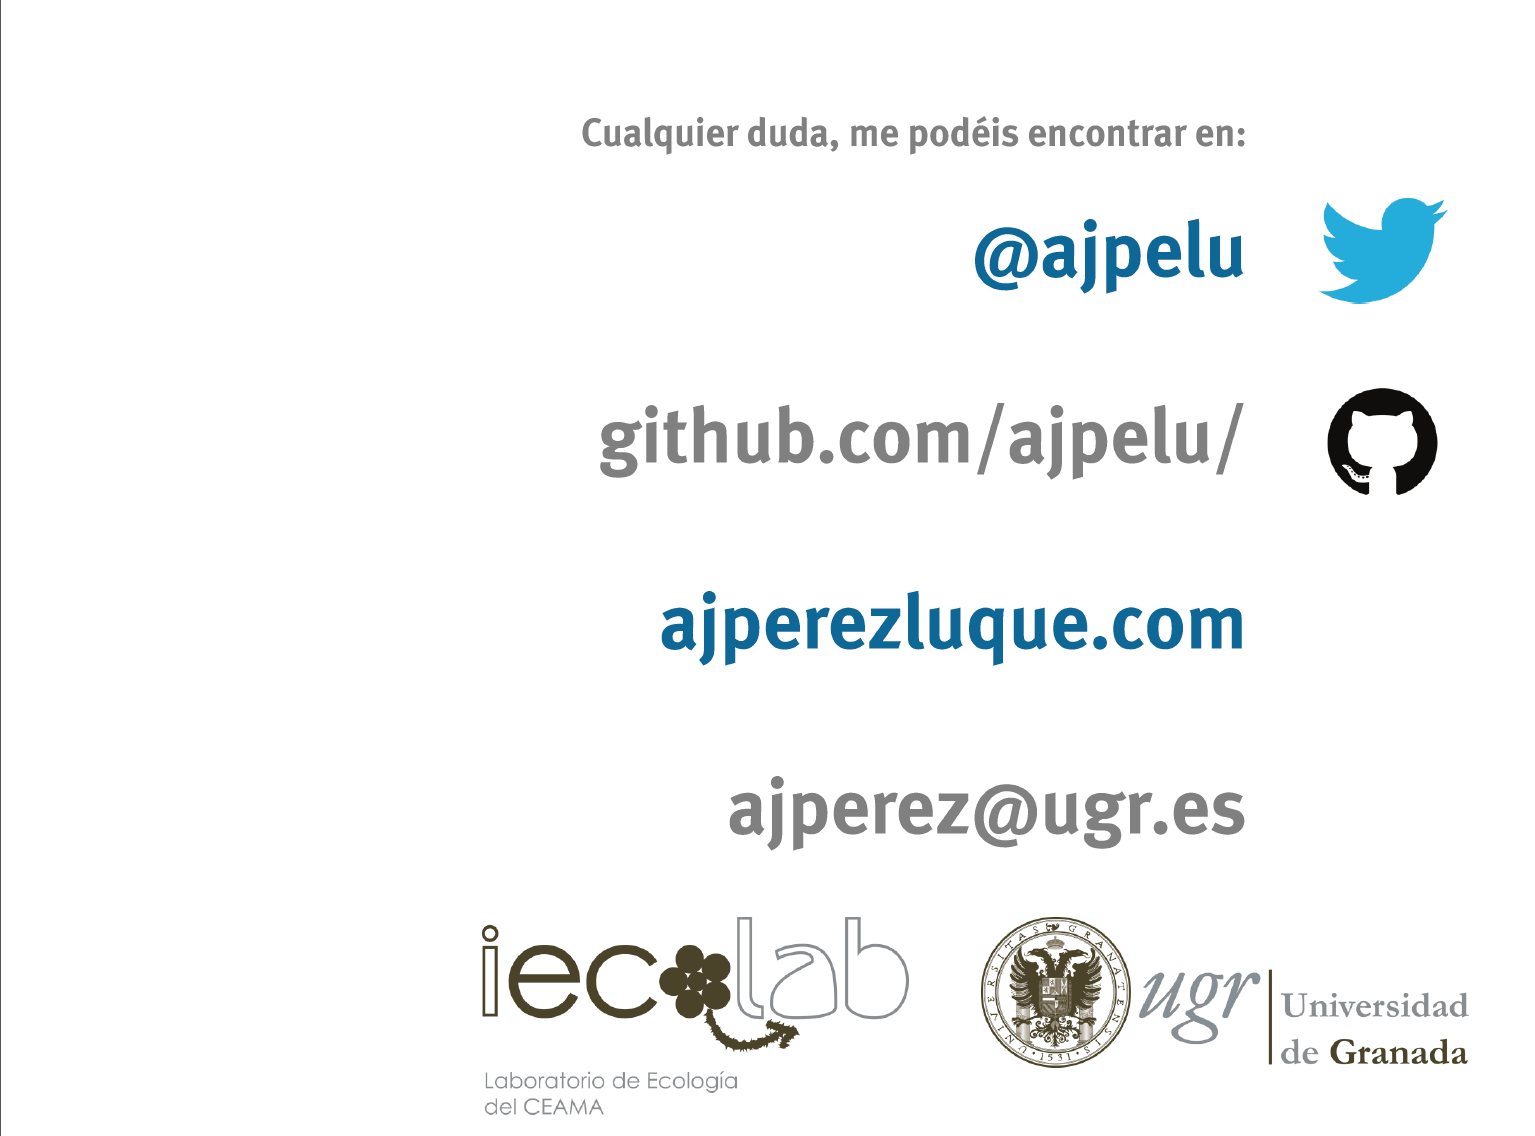 Cualquier duda, me podéis encontrar en:
@ajpelu
github.com/ajpelu/
ajperezluque.com
ajperez@ugr.es
iecolab
Laboratorio de Ecología
del CEAMA
UNIVERSITAS GRANATENSIS
· 1531 ·
ugr
Universidad
de Granada